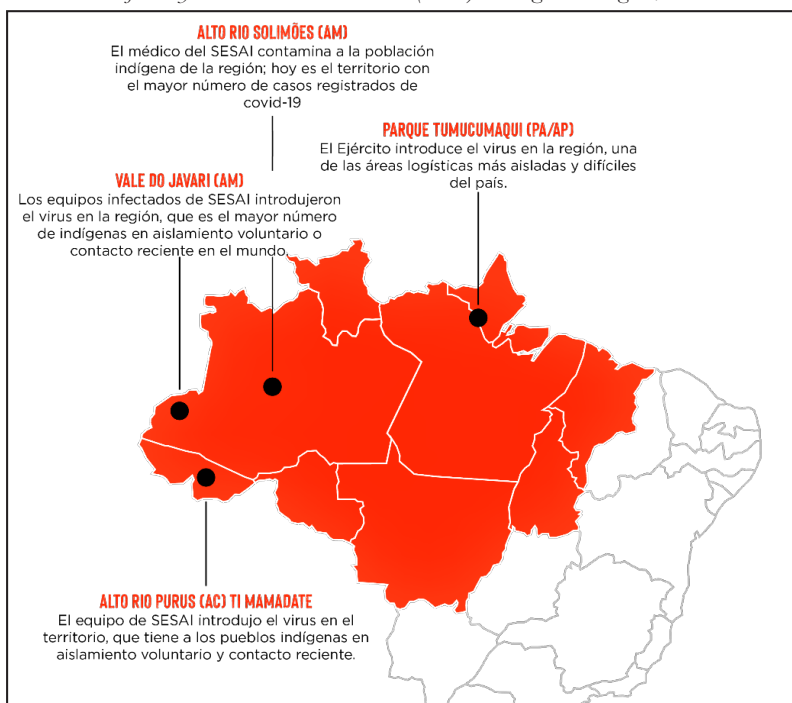 ALTO RIO SOLIMÕES (AM)
El médico del SESAI contamina a la población
indígena de la región; hoy es el territorio con
el mayor número de casos registrados de
covid-19
PARQUE TUMUCUMAQUI (PA/AP)
El Ejército introduce el virus en la región, una
de las áreas logísticas más aisladas y difíciles
del país.
VALE DO JAVARI (AM)
Los equipos infectados de SESAI introdujeron
el virus en la región, que es el mayor número
de indígenas en aislamiento voluntario o
contacto reciente en el mundo.
ALTO RIO PURUS (AC) TI MAMADATE
El equipo de SESAI introdujo el virus en el
territorio, que tiene a los pueblos indígenas en
aislamiento voluntario y contacto reciente.